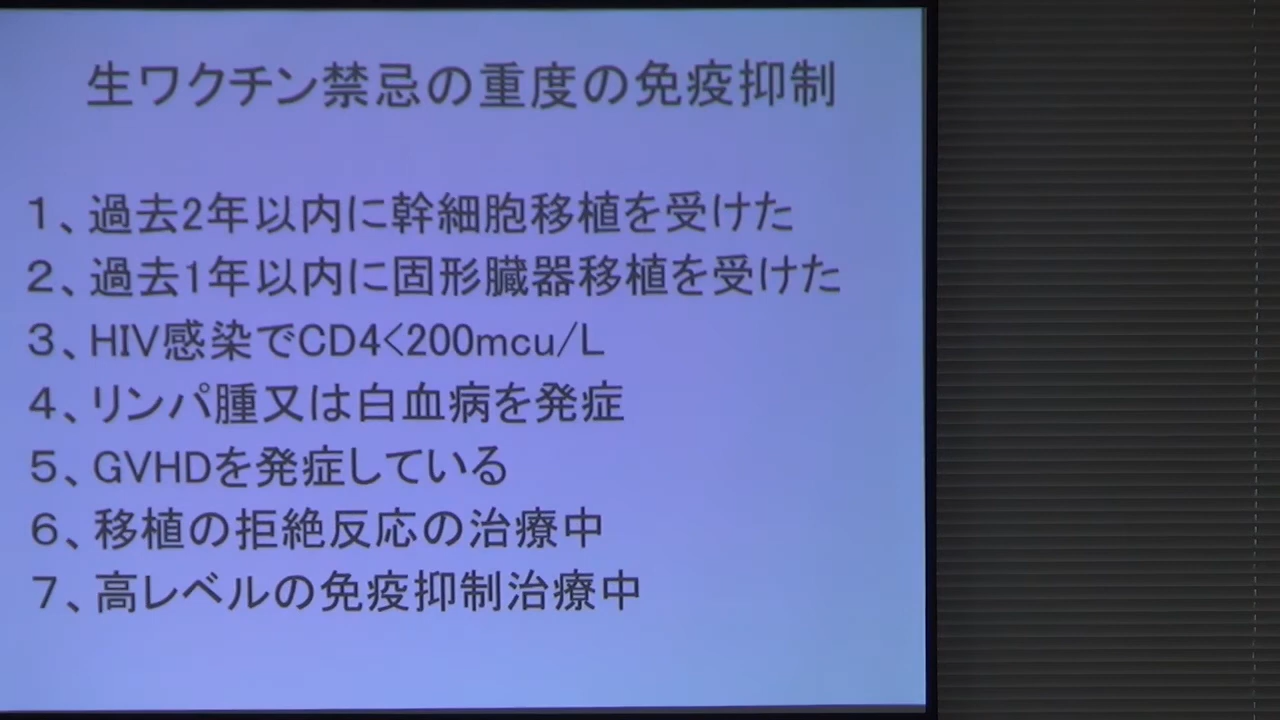 生ワクチン禁忌の重度の免疫抑制
１、過去2年以内に幹細胞移植を受けた
２、過去1年以内に固形臓器移植を受けた
３、HIV感染でCD4<200mcu/L
４、リンパ腫又は白血病を発症
５、GVHDを発症している
６、移植の拒絶反応の治療中
７、高レベルの免疫抑制治療中